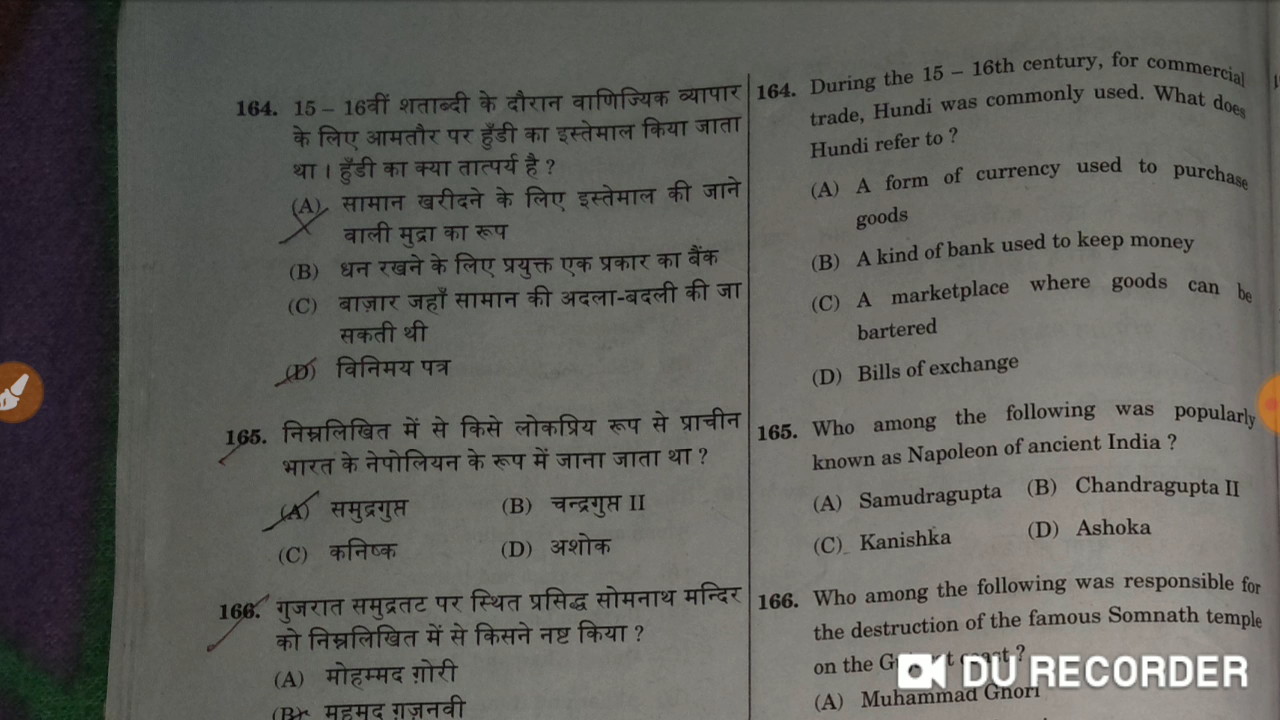 164. 15 – 16वीं शताब्दी के दौरान वाणिज्यिक व्यापार
के लिए आमतौर पर हुँडी का इस्तेमाल किया जाता
था । हुँडी का क्या तात्पर्य है ?
(A) सामान खरीदने के लिए इस्तेमाल की जाने
वाली मुद्रा का रूप
(B) धन रखने के लिए प्रयुक्त एक प्रकार का बैंक
(C) बाज़ार जहाँ सामान की अदला-बदली की जा
सकती थी
(D) विनिमय पत्र
165. निम्नलिखित में से किसे लोकप्रिय रूप से प्राचीन
भारत के नेपोलियन के रूप में जाना जाता था ?
(A) समुद्रगुप्त (B) चन्द्रगुप्त II
(C) कनिष्क (D) अशोक
166. गुजरात समुद्रतट पर स्थित प्रसिद्ध सोमनाथ मन्दिर
को निम्नलिखित में से किसने नष्ट किया ?
(A) मोहम्मद ग़ोरी
(B) महमूद ग़ज़नवी
164. During the 15 – 16th century, for commercial
trade, Hundi was commonly used. What does
Hundi refer to ?
(A) A form of currency used to purchase
goods
(B) A kind of bank used to keep money
(C) A marketplace where goods can be
bartered
(D) Bills of exchange
165. Who among the following was popularly
known as Napoleon of ancient India ?
(A) Samudragupta (B) Chandragupta II
(C) Kanishka (D) Ashoka
166. Who among the following was responsible for
the destruction of the famous Somnath temple
on the
(A) Muhammad Ghori
DU RECORDER